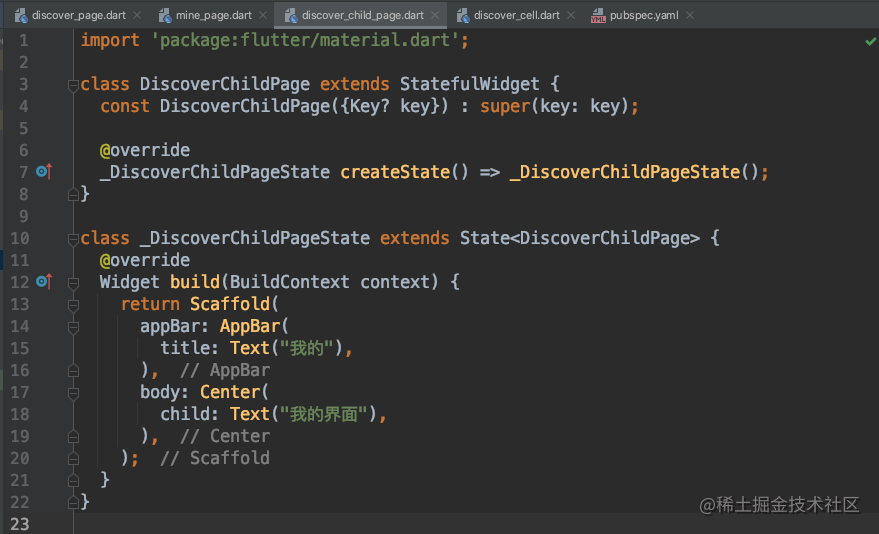 discover_page.dart mine_page.dart discover_child_page.dart discover_cell.dart pubspec.yaml
1 import 'package:flutter/material.dart';
2
3 class DiscoverChildPage extends StatefulWidget {
4 const DiscoverChildPage({Key? key}) : super(key: key);
5
6 @override
7 _DiscoverChildPageState createState() => _DiscoverChildPageState();
8 }
9
10 class _DiscoverChildPageState extends State<DiscoverChildPage> {
11 @override
12 Widget build(BuildContext context) {
13 return Scaffold(
14 appBar: AppBar(
15 title: Text("我的"),
16 ), // AppBar
17 body: Center(
18 child: Text("我的界面"),
19 ), // Center
20 ); // Scaffold
21 }
22 }
23
@稀土掘金技术社区